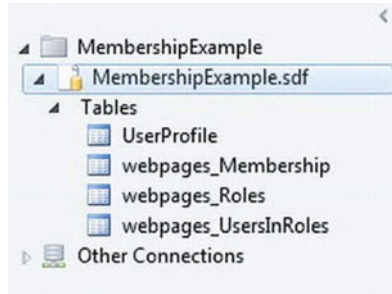 MembershipExample
MembershipExample.sdf
Tables
UserProfile
webpages_Membership
webpages_Roles
webpages_UsersInRoles
Other Connections